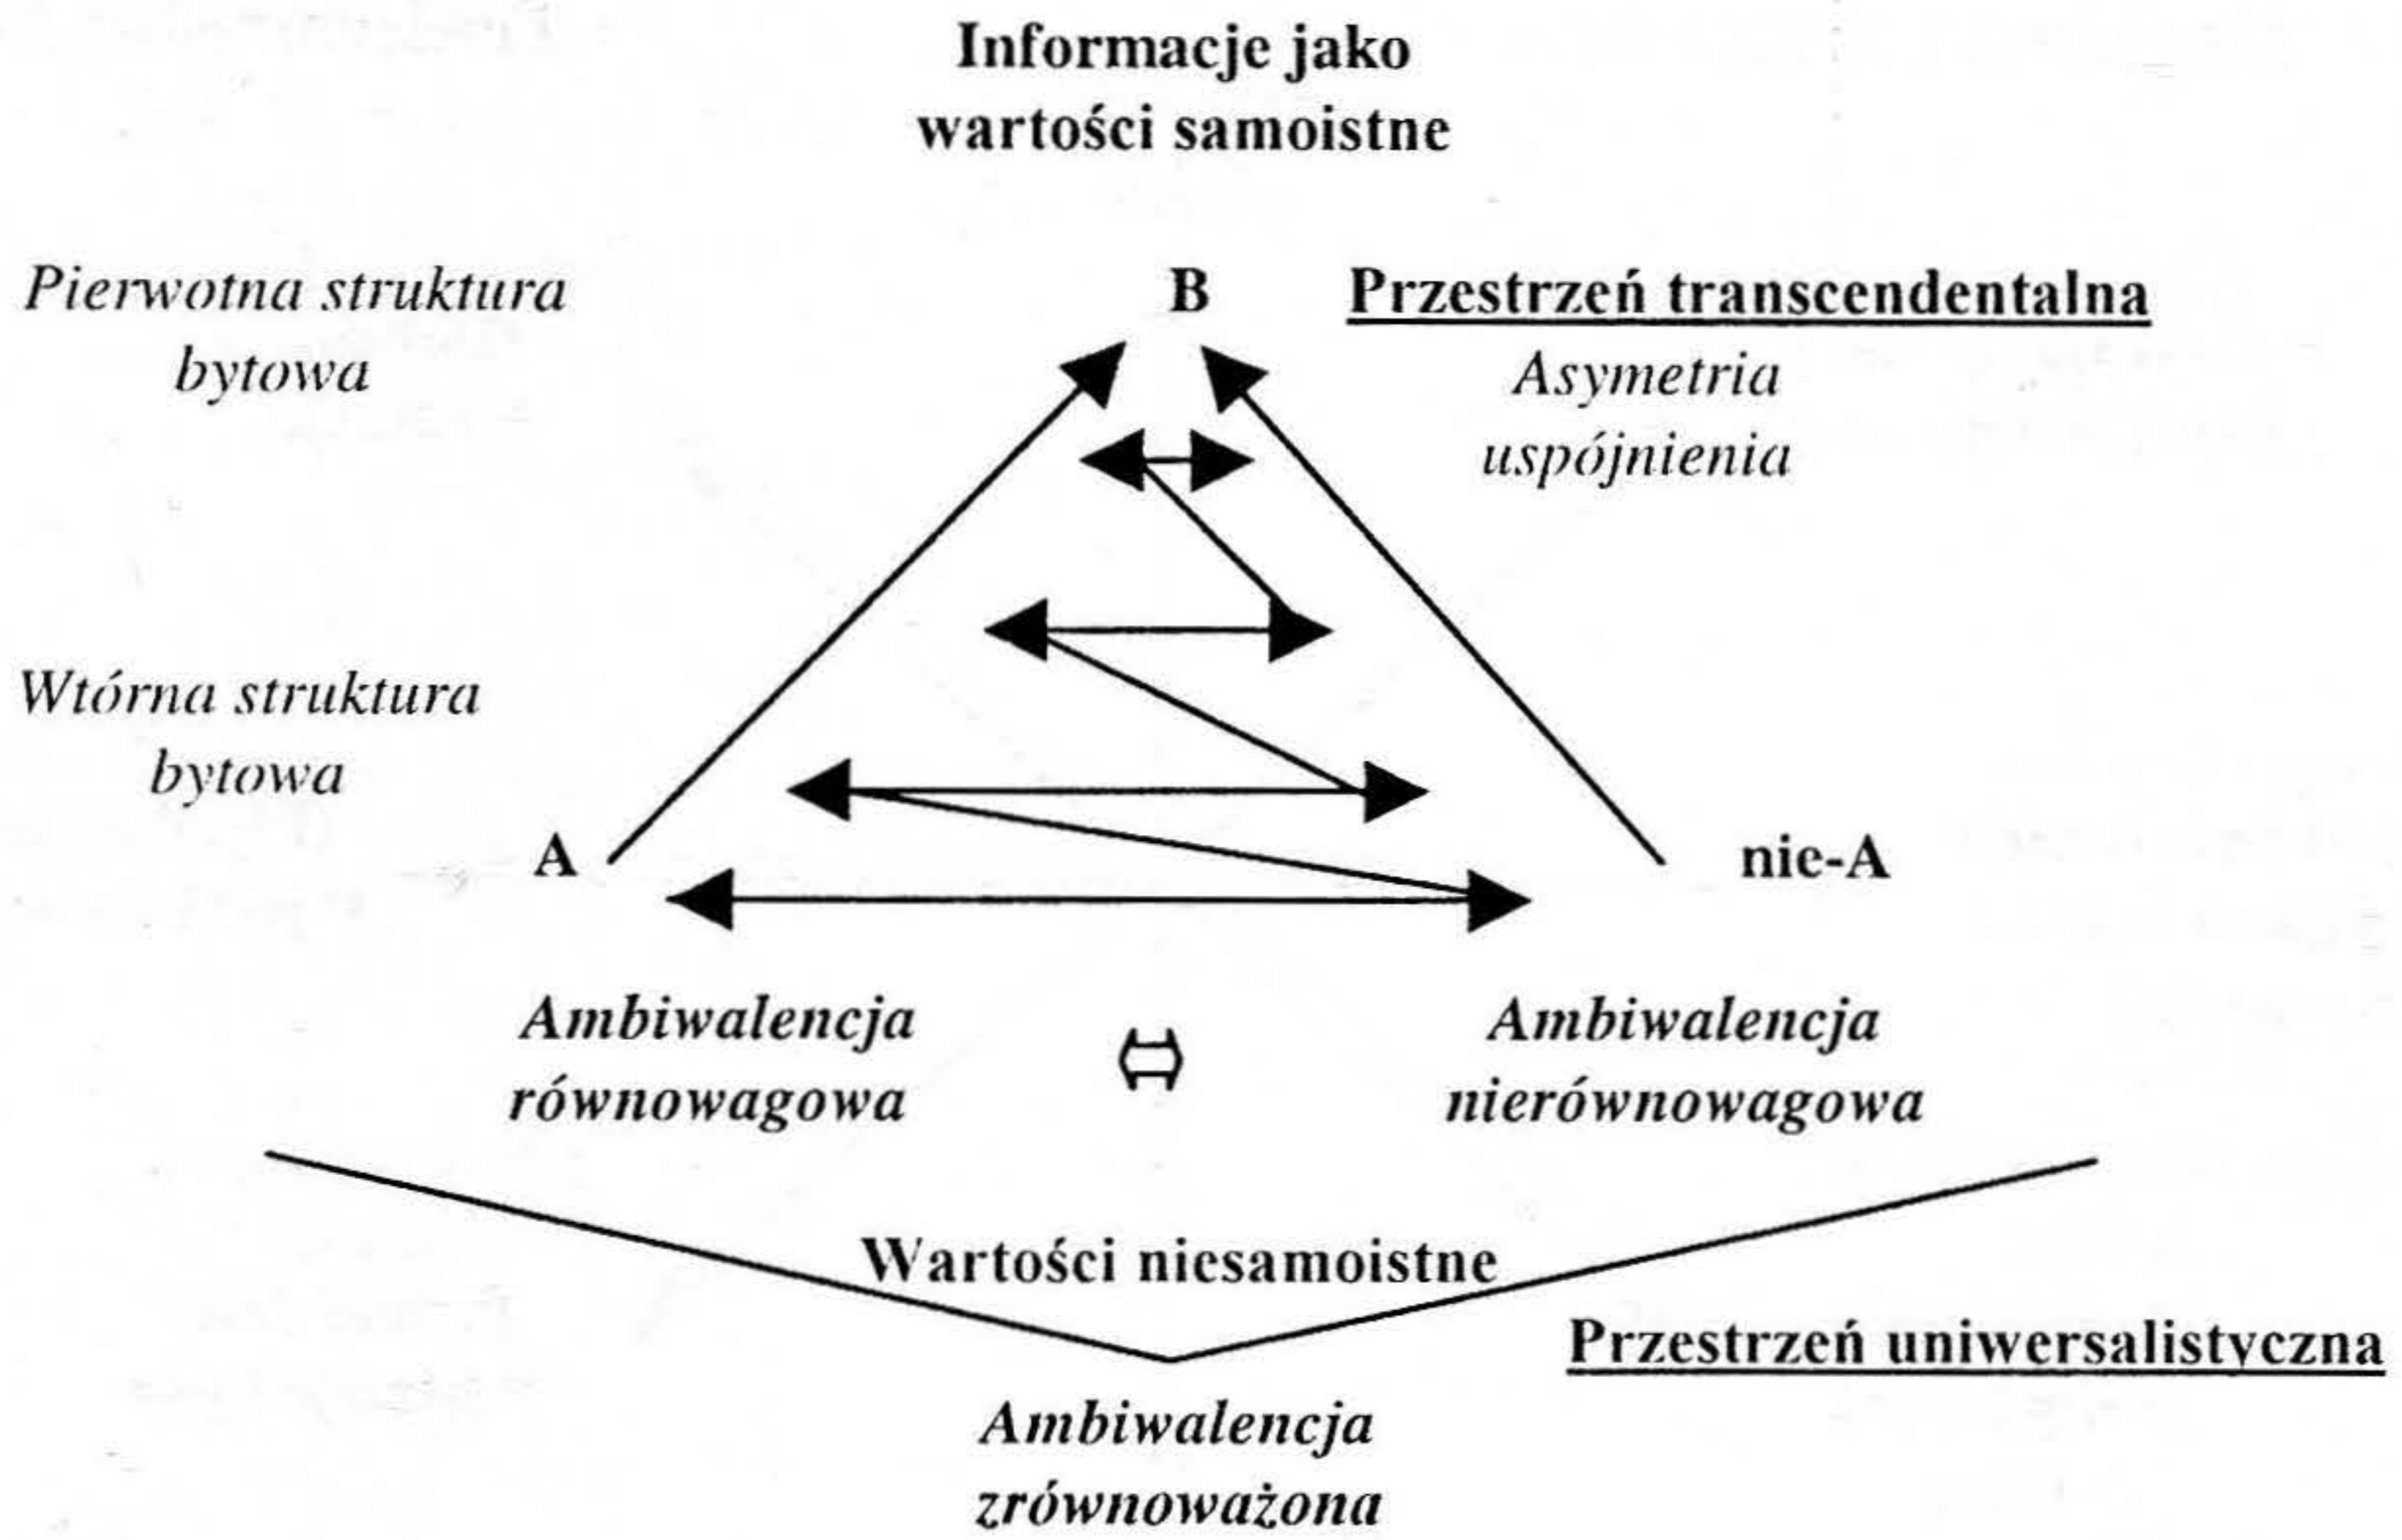 Informacje jako
wartości samoistne
Pierwotna struktura
bytowa
B
Przestrzeń transcendentalna
Asymetria
uspójnienia
Wtórna struktura
bytowa
A
nie-A
Ambiwalencja
równowagowa
Ambiwalencja
nierównowagowa
Wartości niesamoistne
Przestrzeń uniwersalistyczna
Ambiwalencja
zrównoważona